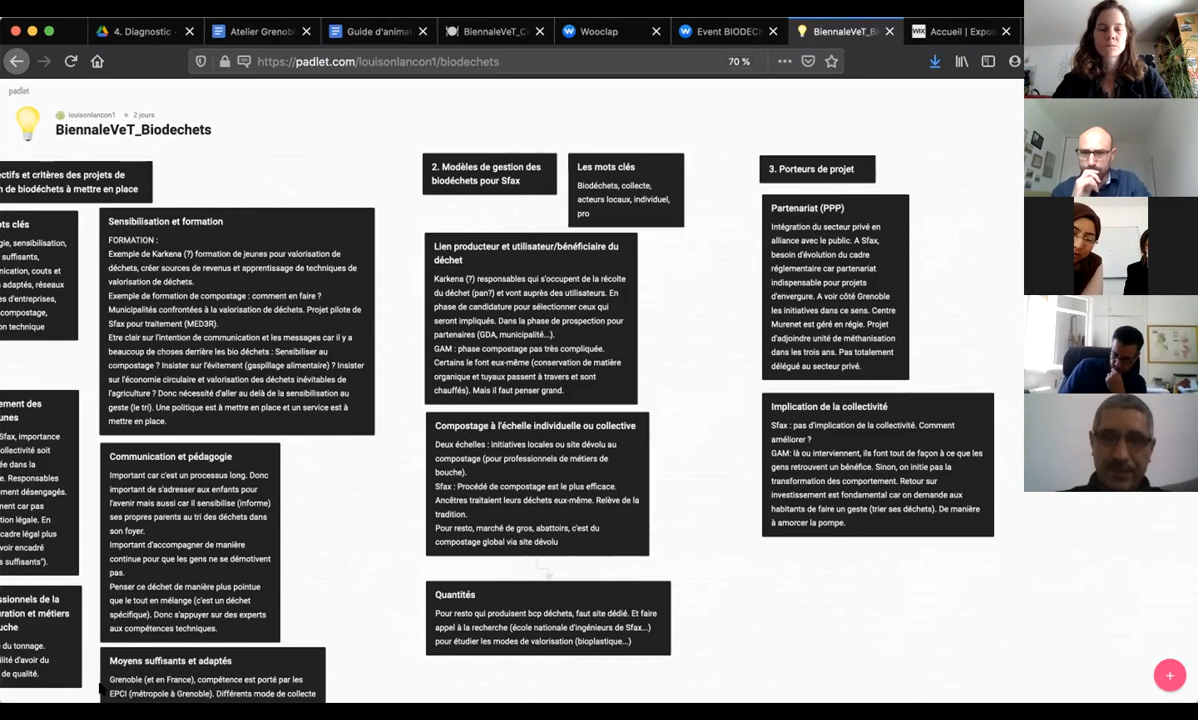 4. Diagnostic -
Atelier Grenobl
Guide d'animat
BiennaleVeT_C
Wooclap
Event BIODECH
BiennaleVeT_Bi
Accueil | Expos
https://padlet.com/louisonlancon1/biodechets
70 %
padlet
louisonlancon1 2 jours
BiennaleVeT_Biodechets
ectifs et critères des projets de
n de biodéchets à mettre en place
ots clés
gie, sensibilisation,
suffisants,
nication, couts et
s adaptés, réseaux
es d'entreprises,
compostage,
on technique
ement des
unes
Sfax, importance
ollectivité soit
ée dans la
e. Responsables
ment désengagés.
ment car pas
tion légale. En
cadre légal plus
voir encadré
s suffisants").
ssionnels de la
uration et métiers
uche
e du tonnage.
ilité d'avoir du
de qualité.
Sensibilisation et formation
FORMATION :
Exemple de Karkena (?) formation de jeunes pour valorisation de
déchets, créer sources de revenus et apprentissage de techniques de
valorisation de déchets.
Exemple de formation de compostage : comment en faire ?
Municipalités confrontées à la valorisation de déchets. Projet pilote de
Sfax pour traitement (MED3R).
Etre clair sur l'intention de communication et les messages car il y a
beaucoup de choses derrière les bio déchets : Sensibiliser au
compostage ? Insister sur l'évitement (gaspillage alimentaire) ? Insister
sur l'économie circulaire et valorisation des déchets inévitables de
l'agriculture ? Donc nécessité d'aller au delà de la sensibilisation au
geste (le tri). Une politique est à mettre en place et un service est à
mettre en place.
Communication et pédagogie
Important car c'est un processus long. Donc
important de s'adresser aux enfants pour
l'avenir mais aussi car il sensibilise (informe)
ses propres parents au tri des déchets dans
son foyer.
Important d'accompagner de manière
continue pour que les gens ne se démotivent
pas.
Penser ce déchet de manière plus pointue
que le tout en mélange (c'est un déchet
spécifique). Donc s'appuyer sur des experts
aux compétences techniques.
Moyens suffisants et adaptés
Grenoble (et en France), compétence est porté par les
EPCI (métropole à Grenoble). Différents mode de collecte
2. Modèles de gestion des
biodéchets pour Sfax
Les mots clés
Biodéchets, collecte,
acteurs locaux, individuel,
pro
Lien producteur et utilisateur/bénéficiaire du
déchet
Karkena (?) responsables qui s'occupent de la récolte
du déchet (pan?) et vont auprès des utilisateurs. En
phase de candidature pour sélectionner ceux qui
seront impliqués. Dans la phase de prospection pour
partenaires (GDA, municipalité...).
GAM : phase compostage pas très compliquée.
Certains le font eux-même (conservation de matière
organique et tuyaux passent à travers et sont
chauffés). Mais il faut penser grand.
Compostage à l'échelle individuelle ou collective
Deux échelles : initiatives locales ou site dévolu au
compostage (pour professionnels de métiers de
bouche).
Sfax : Procédé de compostage est le plus efficace.
Ancêtres traitaient leurs déchets eux-même. Relève de la
tradition.
Pour resto, marché de gros, abattoirs, c'est du
compostage global via site dévolu
Quantités
Pour resto qui produisent bcp déchets, faut site dédié. Et faire
appel à la recherche (école nationale d'ingénieurs de Sfax...)
pour étudier les modes de valorisation (bioplastique...)
3. Porteurs de projet
Partenariat (PPP)
Intégration du secteur privé en
alliance avec le public. A Sfax,
besoin d'évolution du cadre
réglementaire car partenariat
indispensable pour projets
d'envergure. A voir côté Grenoble
les initiatives dans ce sens. Centre
Murenet est géré en régie. Projet
d'adjoindre unité de méthanisation
dans les trois ans. Pas totalement
délégué au secteur privé.
Implication de la collectivité
Sfax : pas d'implication de la collectivité. Comment
améliorer ?
GAM: là ou interviennent, ils font tout de façon à ce que les
gens retrouvent un bénéfice. Sinon, on initie pas la
transformation des comportement. Retour sur
investissement est fondamental car on demande aux
habitants de faire un geste (trier ses déchets). De manière
à amorcer la pompe.